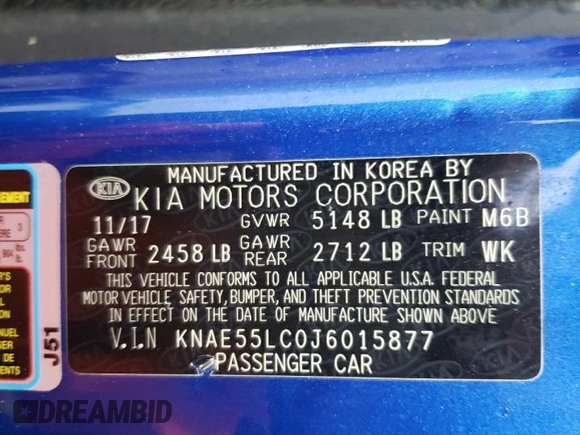 MANUFACTURED IN KOREA BY
KIA KIA MOTORS CORPORATION
11/17 GVWR 5148 LB PAINT M6B
GAWR FRONT 2458 LB GAWR REAR 2712 LB TRIM WK
THIS VEHICLE CONFORMS TO ALL APPLICABLE U.S.A. FEDERAL
MOTOR VEHICLE SAFETY, BUMPER, AND THEFT PREVENTION STANDARDS
IN EFFECT ON THE DATE OF MANUFACTURE SHOWN ABOVE
V.I.N KNAE55LC0J6015877
PASSENGER CAR
J51
DREAMBID